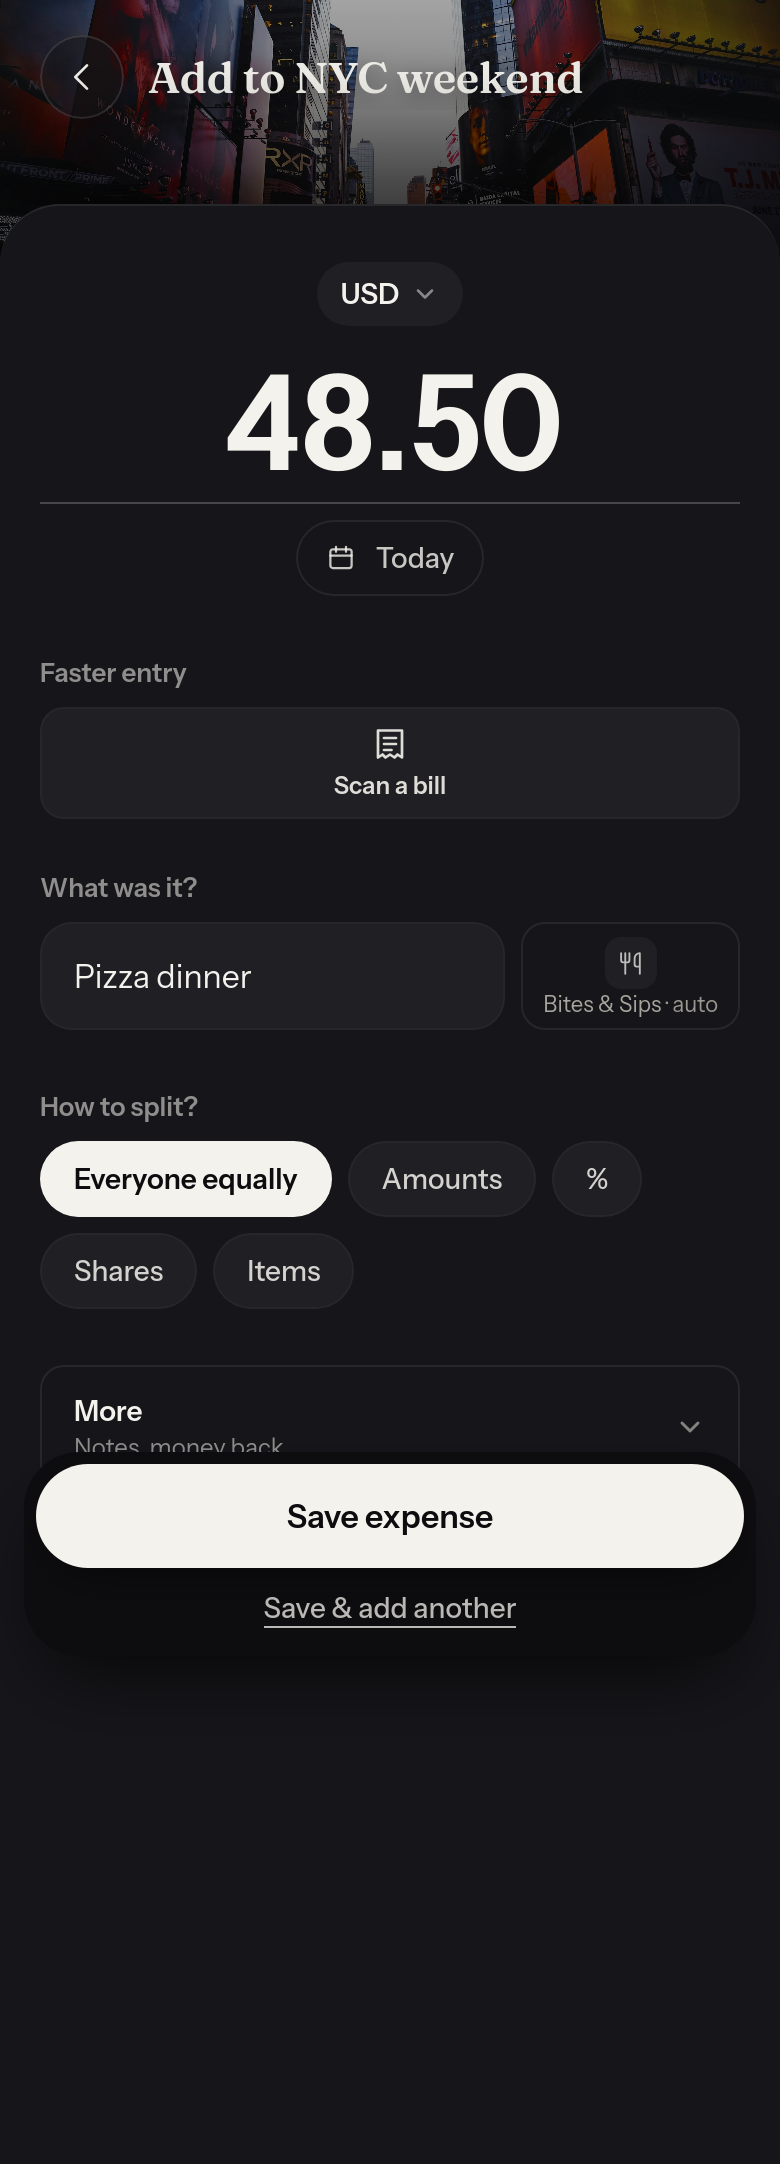 Add to NYC weekend
RXR
T.J.M
USD
48.50
Today
Faster entry
Scan a bill
What was it?
Pizza dinner
Bites & Sips · auto
How to split?
Everyone equally
Amounts
%
Shares
Items
More
Notes, money back
Save expense
Save & add another